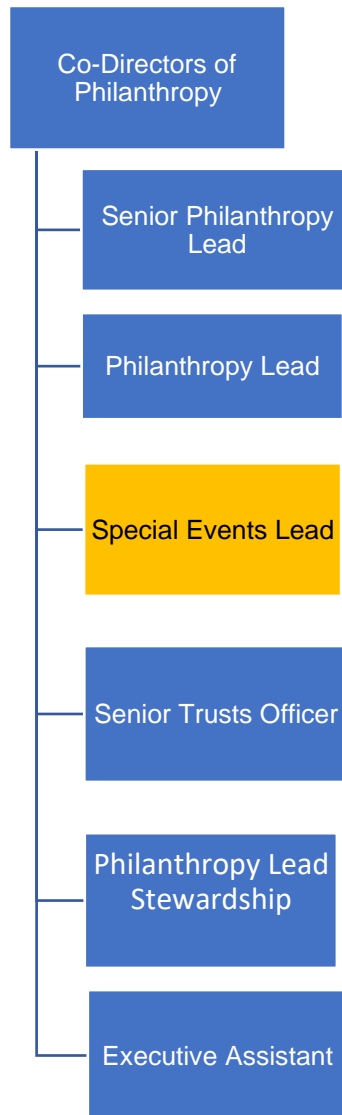 Co-Directors of
Philanthropy
Senior Philanthropy
Lead
Philanthropy Lead
Special Events Lead
Senior Trusts Officer
Philanthropy Lead
Stewardship
Executive Assistant